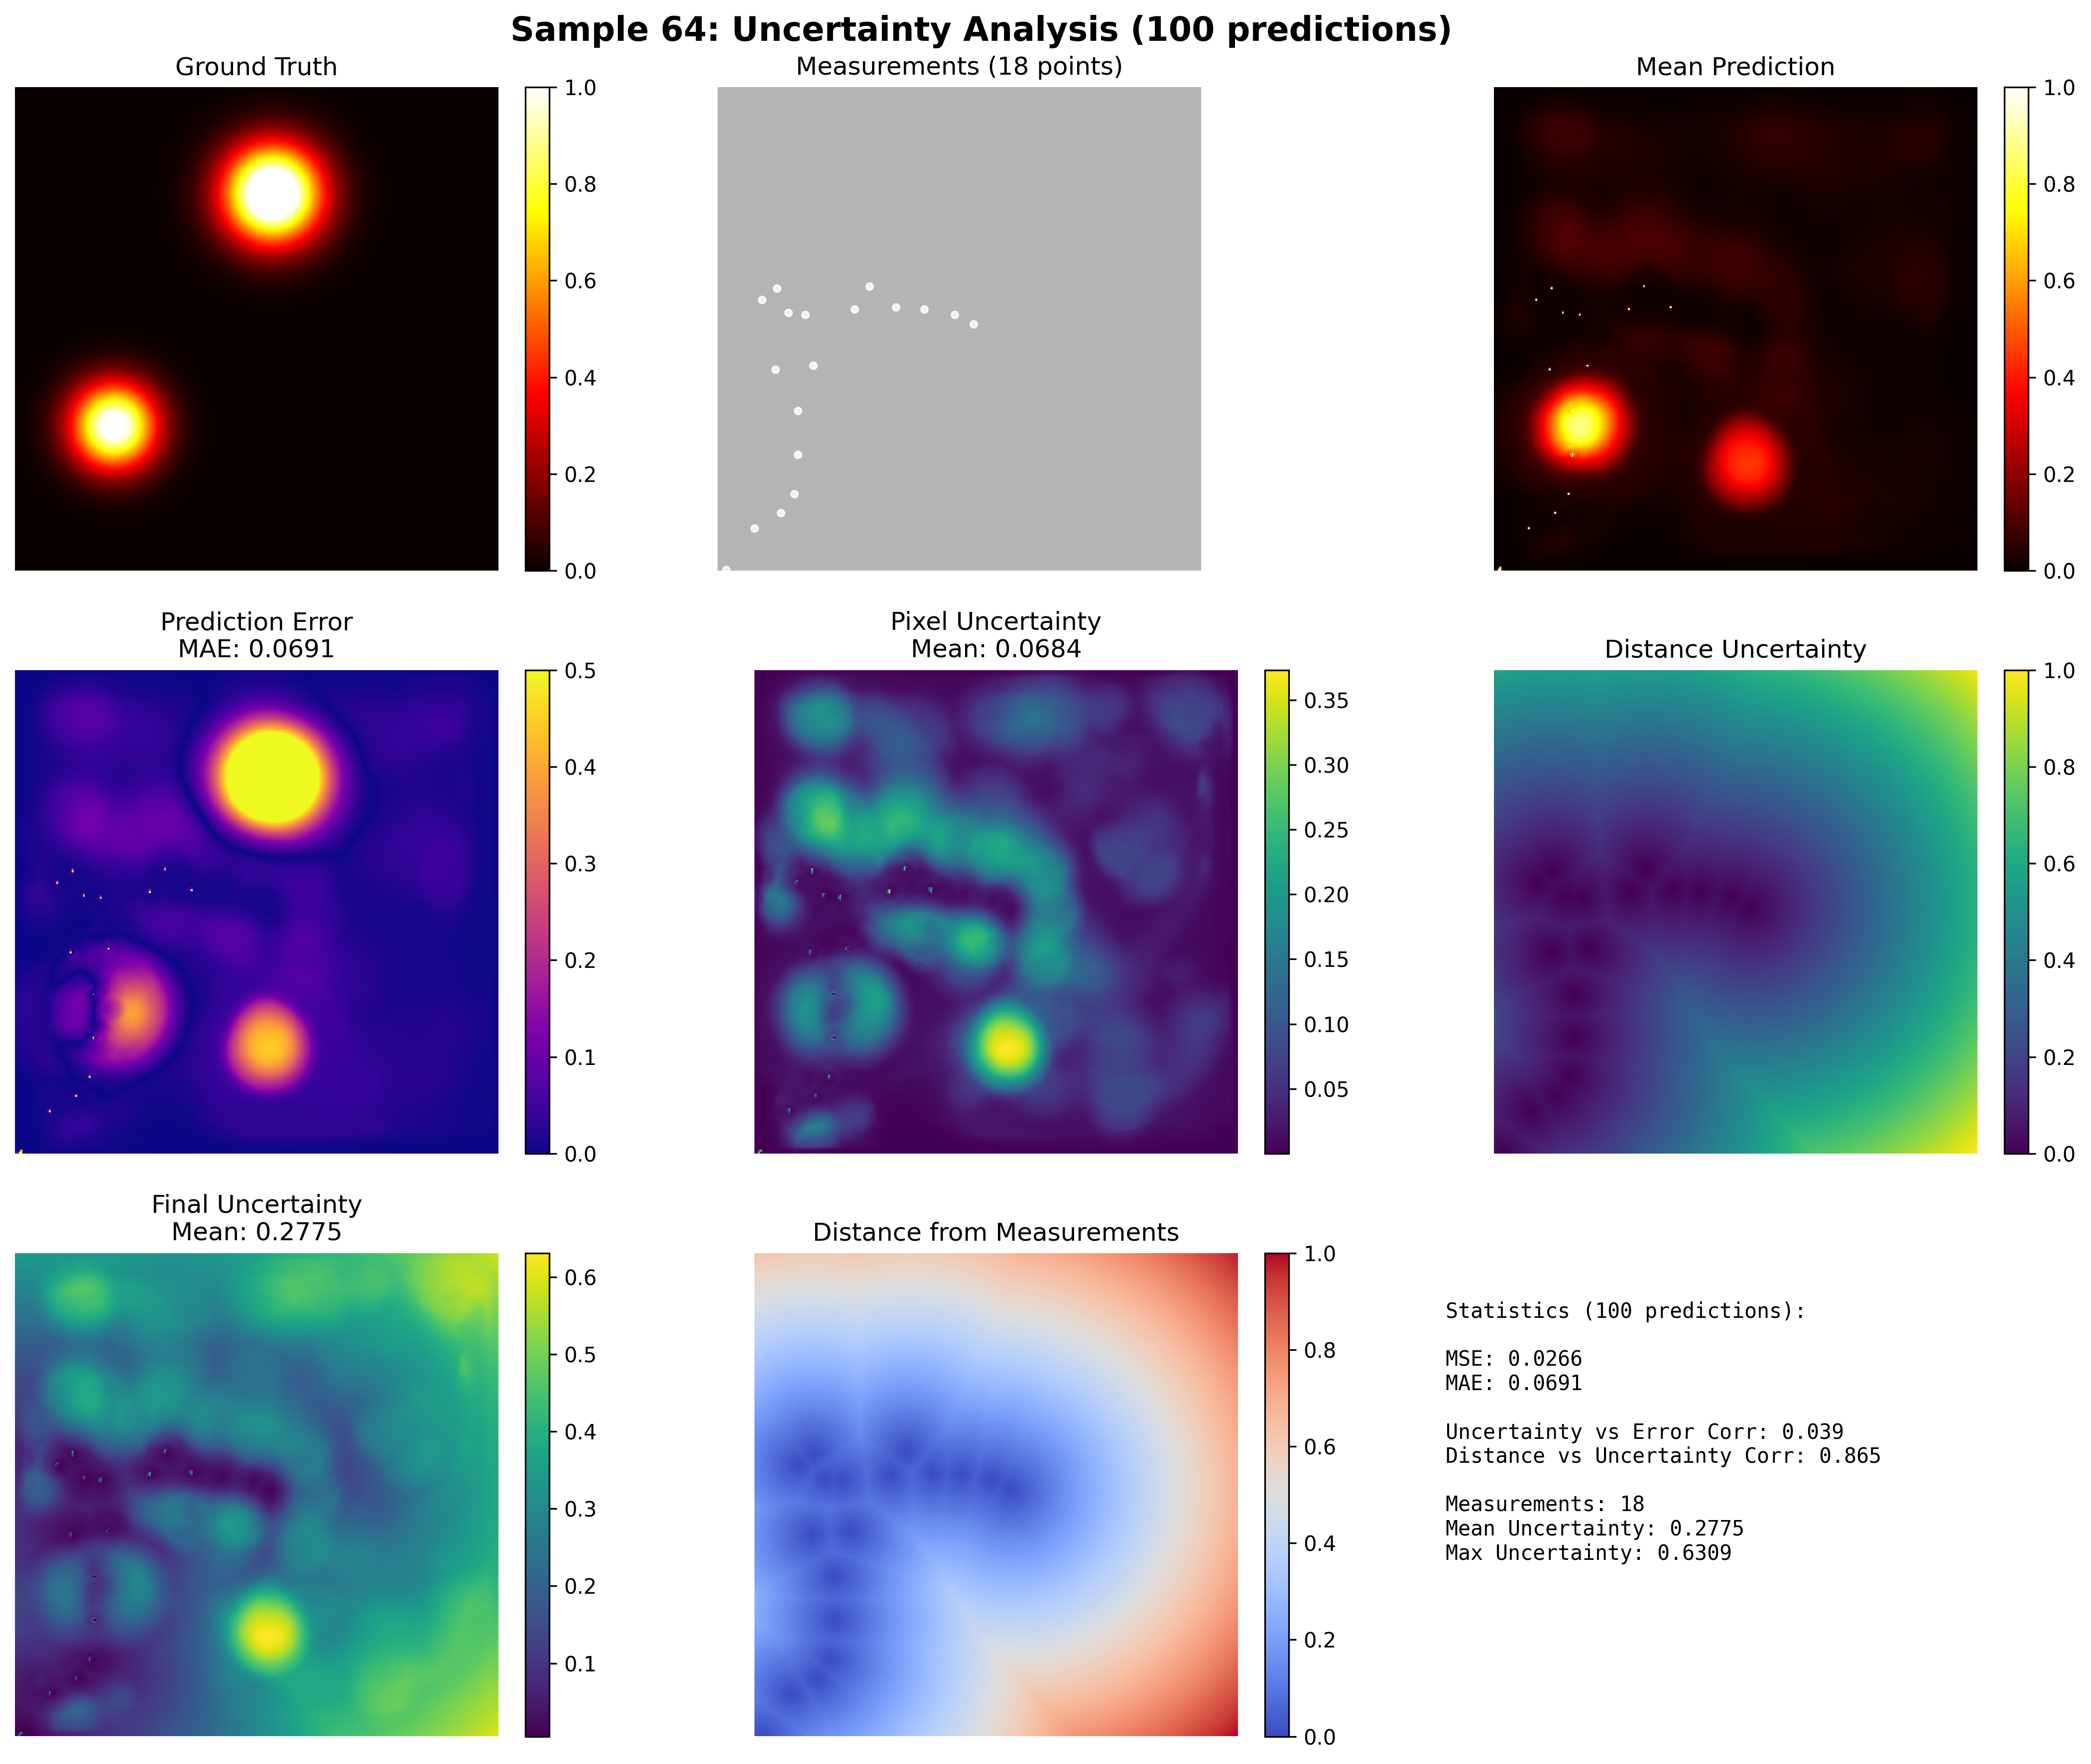 Sample 64: Uncertainty Analysis (100 predictions)
Ground Truth
1.0
0.8
0.6
0.4
0.2
0.0
Measurements (18 points)
Mean Prediction
1.0
0.8
0.6
0.4
0.2
0.0
Prediction Error
MAE: 0.0691
0.5
0.4
0.3
0.2
0.1
0.0
Pixel Uncertainty
Mean: 0.0684
0.35
0.30
0.25
0.20
0.15
0.10
0.05
Distance Uncertainty
1.0
0.8
0.6
0.4
0.2
0.0
Final Uncertainty
Mean: 0.2775
0.6
0.5
0.4
0.3
0.2
0.1
Distance from Measurements
1.0
0.8
0.6
0.4
0.2
0.0
Statistics (100 predictions):
MSE: 0.0266
MAE: 0.0691
Uncertainty vs Error Corr: 0.039
Distance vs Uncertainty Corr: 0.865
Measurements: 18
Mean Uncertainty: 0.2775
Max Uncertainty: 0.6309